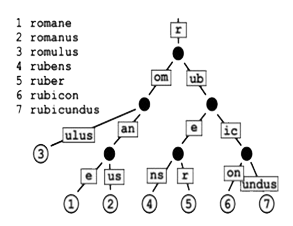 1 romane
2 romanus
3 romulus
4 rubens
5 ruber
6 rubicon
7 rubicundus
r
om ub
ulus an e ic
3
e us ns r on undus
1 2 4 5 6 7